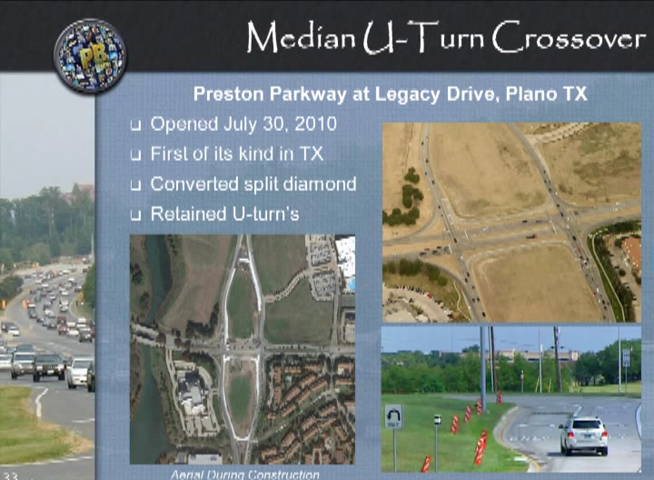 Median U-Turn Crossover
PB
Preston Parkway at Legacy Drive, Plano TX
Opened July 30, 2010
First of its kind in TX
Converted split diamond
Retained U-turn's
Aerial During Construction
33